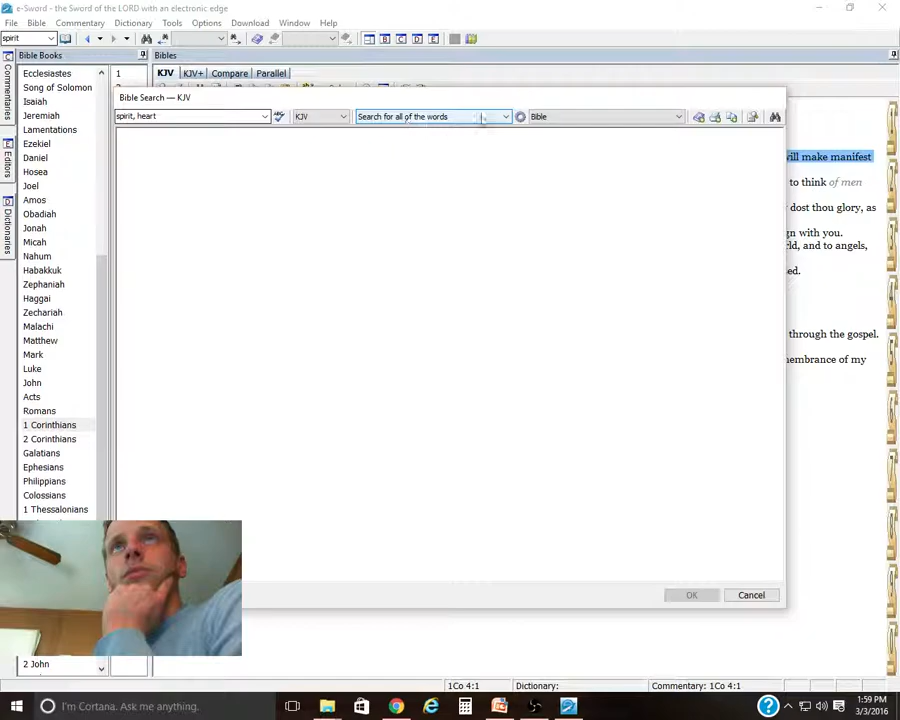 e-Sword - the Sword of the LORD with an electronic edge
File Bible Commentary Dictionary Tools Options Download Window Help
spirit
B C D E
Bible Books
Bibles
KJV KJV+ Compare Parallel
Commentaries
Editors
Dictionaries
Ecclesiastes
Song of Solomon
Isaiah
Jeremiah
Lamentations
Ezekiel
Daniel
Hosea
Joel
Amos
Obadiah
Jonah
Micah
Nahum
Habakkuk
Zephaniah
Haggai
Zechariah
Malachi
Matthew
Mark
Luke
John
Acts
Romans
1 Corinthians
2 Corinthians
Galatians
Ephesians
Philippians
Colossians
1 Thessalonians
2 John
1
Bible Search — KJV
spirit, heart
KJV
Search for all of the words
Bible
will make manifest
to think of men
dost thou glory, as
gn with you.
rld, and to angels,
sed.
through the gospel.
membrance of my
OK
Cancel
1Co 4:1
Dictionary:
Commentary: 1Co 4:1
I'm Cortana. Ask me anything.
1:59 PM
3/3/2016